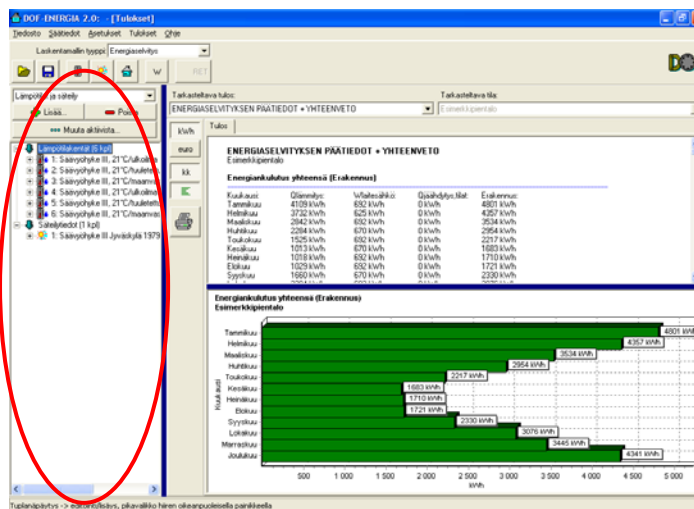 DOF-ENERGIA 2.0: - [Tulokset]
Tiedosto Säätiedot Asetukset Tulokset Ohje
Laskentamallin tyyppi: Energiaselvitys
W RET
Lämpötila ja säteily
Lisää... Poista
Muuta aktiivista...
Lämpötilakentät (6 kpl)
1: Säävyöhyke III, 21°C/ulkoilma
2: Säävyöhyke III, 21°C/tuuletettu
3: Säävyöhyke III, 21°C/maanvas
4: Säävyöhyke III, 21°C/ulkoilma
5: Säävyöhyke III, 21°C/tuuletettu
6: Säävyöhyke III, 21°C/maanvas
Säteilytiedot (1 kpl)
1: Säävyöhyke III Jyväskylä 1979
Tarkasteltava tulos: Tarkasteltava tila:
ENERGIASELVITYKSEN PÄÄTIEDOT + YHTEENVETO Esimerkkipientalo
kWh
euro
kk
Tulos
ENERGIASELVITYKSEN PÄÄTIEDOT + YHTEENVETO
Esimerkkipientalo
Energiankulutus yhteensä (Erakennus)
Kuukausi: Qlämmitys: Wlaitesähkö: Qjäähdytys,tilat: Erakennus:
Tammikuu 4109 kWh 692 kWh 0 kWh 4801 kWh
Helmikuu 3732 kWh 625 kWh 0 kWh 4357 kWh
Maaliskuu 2842 kWh 692 kWh 0 kWh 3534 kWh
Huhtikuu 2284 kWh 670 kWh 0 kWh 2954 kWh
Toukokuu 1525 kWh 692 kWh 0 kWh 2217 kWh
Kesäkuu 1013 kWh 670 kWh 0 kWh 1683 kWh
Heinäkuu 1018 kWh 692 kWh 0 kWh 1710 kWh
Elokuu 1029 kWh 692 kWh 0 kWh 1721 kWh
Syyskuu 1660 kWh 670 kWh 0 kWh 2330 kWh
Energiankulutus yhteensä (Erakennus)
Esimerkkipientalo
Kuukausi
Tammikuu 4801 kWh
Helmikuu 4357 kWh
Maaliskuu 3534 kWh
Huhtikuu 2954 kWh
Toukokuu 2217 kWh
Kesäkuu 1683 kWh
Heinäkuu 1710 kWh
Elokuu 1721 kWh
Syyskuu 2330 kWh
Lokakuu 3076 kWh
Marraskuu 3445 kWh
Joulukuu 4341 kWh
500 1 000 1 500 2 000 2 500 3 000 3 500 4 000 4 500 5 000
kWh
Tuplanäpäytys -> editointi/lisäys, pikavalikko hiiren oikeanpuoleisella painikkeella